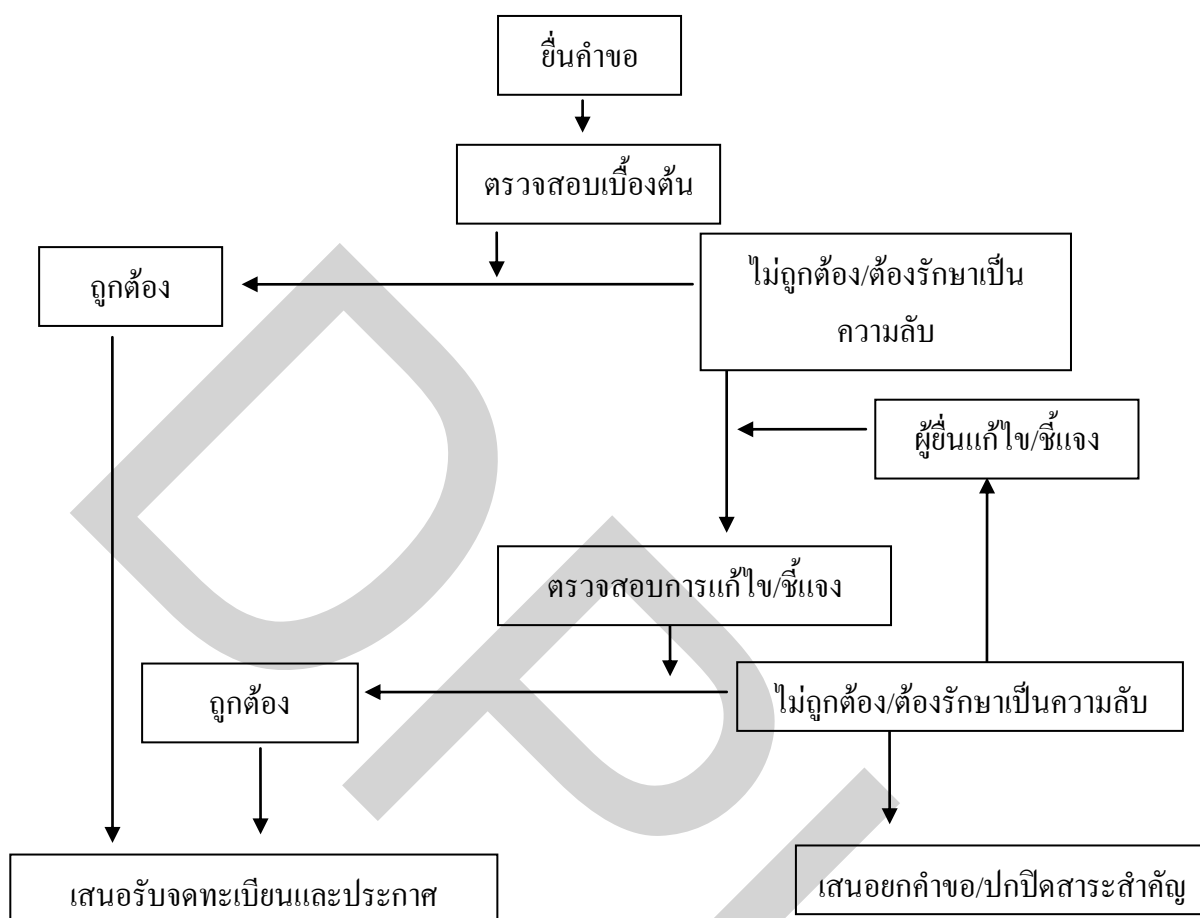 ยื่นคำขอ
ตรวจสอบเบื้องต้น
ถูกต้อง
ไม่ถูกต้อง/ต้องรักษาเป็น
ความลับ
ผู้ยื่นแก้ไข/ชี้แจง
ตรวจสอบการแก้ไข/ชี้แจง
ถูกต้อง
ไม่ถูกต้อง/ต้องรักษาเป็นความลับ
เสนอรับจดทะเบียนและประกาศ
เสนอยกคำขอ/ปกปิดสาระสำคัญ